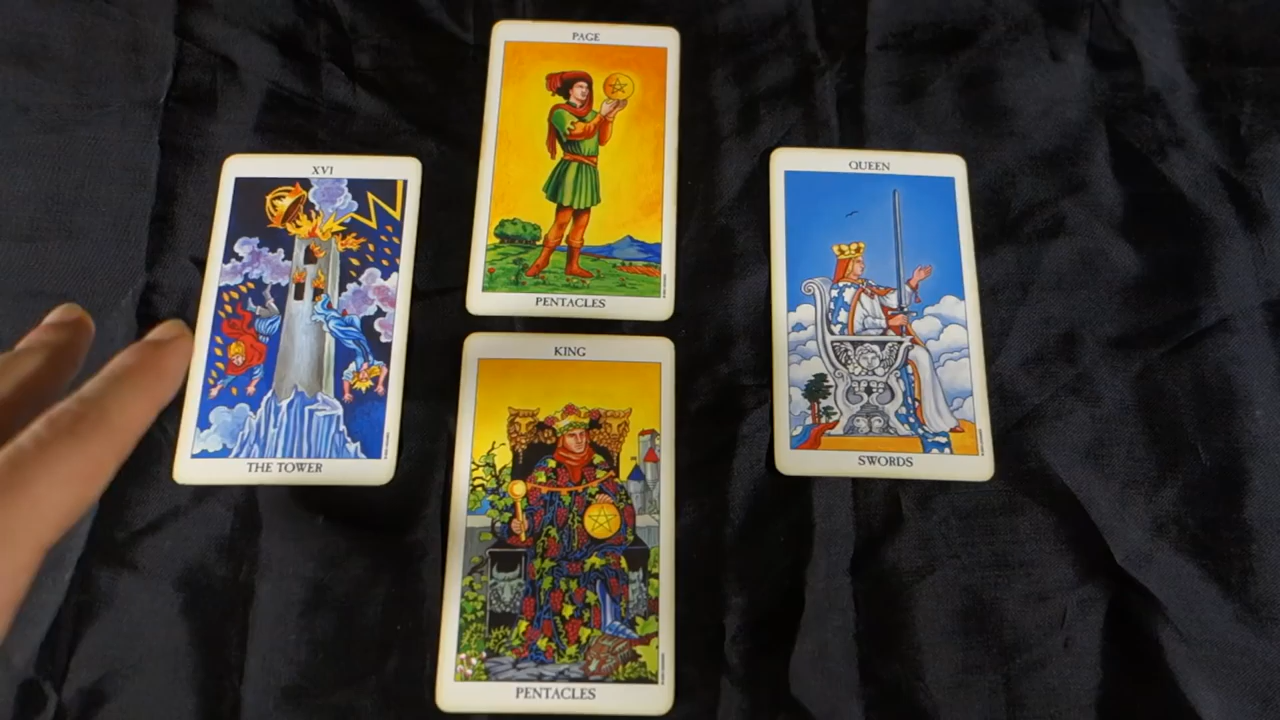 PAGE
PENTACLES
XVI
THE TOWER
QUEEN
SWORDS
KING
PENTACLES